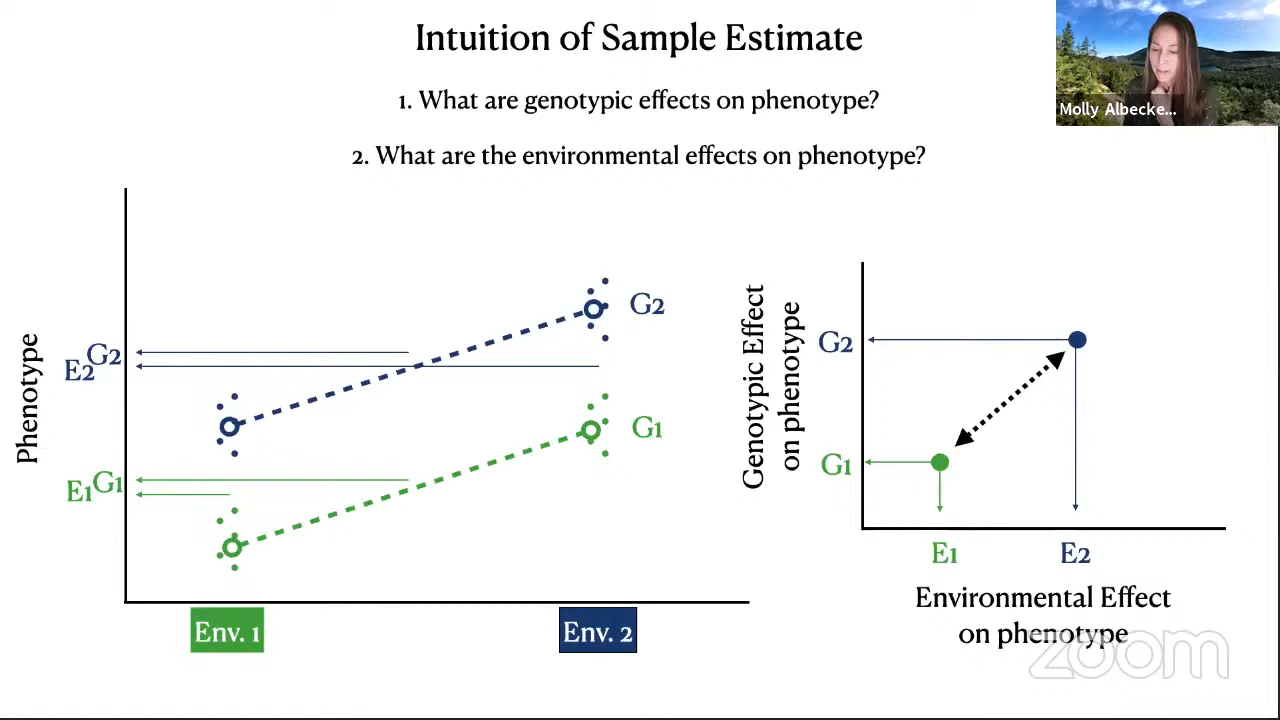 Intuition of Sample Estimate
1. What are genotypic effects on phenotype?
2. What are the environmental effects on phenotype?
Molly Albecke...
Phenotype
G2
E2
G1
E1
G2
G1
Env. 1
Env. 2
Genotypic Effect
on phenotype
G2
G1
E1
E2
Environmental Effect
on phenotype
zoom